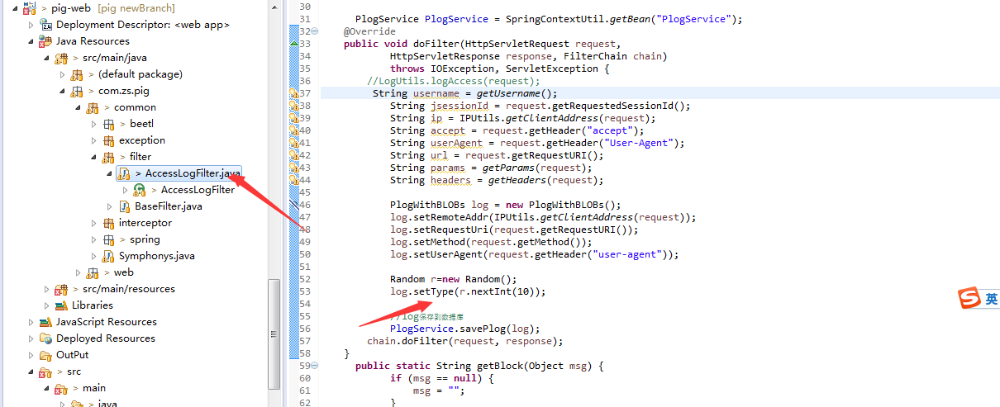 pig-web [pig newBranch]
Deployment Descriptor: <web app>
Java Resources
> src/main/java
> (default package)
> com.zs.pig
> common
> beetl
exception
> filter
> AccessLogFilter.java
> AccessLogFilter
BaseFilter.java
interceptor
> spring
Symphonys.java
> web
> src/main/resources
Libraries
JavaScript Resources
Deployed Resources
OutPut
> src
> main
> java
30
31 PlogService PlogService = SpringContextUtil.getBean("PlogService");
32 @Override
33 public void doFilter(HttpServletRequest request,
34 HttpServletResponse response, FilterChain chain)
35 throws IOException, ServletException {
36 //LogUtils.logAccess(request);
37 String username = getUsername();
38 String jsessionId = request.getRequestedSessionId();
39 String ip = IPUtils.getClientAddress(request);
40 String accept = request.getHeader("accept");
41 String userAgent = request.getHeader("User-Agent");
42 String url = request.getRequestURI();
43 String params = getParams(request);
44 String headers = getHeaders(request);
45
46 PlogWithBLOBs log = new PlogWithBLOBs();
47 log.setRemoteAddr(IPUtils.getClientAddress(request));
48 log.setRequestUri(request.getRequestURI());
49 log.setMethod(request.getMethod());
50 log.setUserAgent(request.getHeader("user-agent"));
51
52 Random r=new Random();
53 log.setType(r.nextInt(10));
54
55 //log保存到数据库
56 PlogService.savePlog(log);
57 chain.doFilter(request, response);
58 }
59 public static String getBlock(Object msg) {
60 if (msg == null) {
61 msg = "";
62 }
S 英